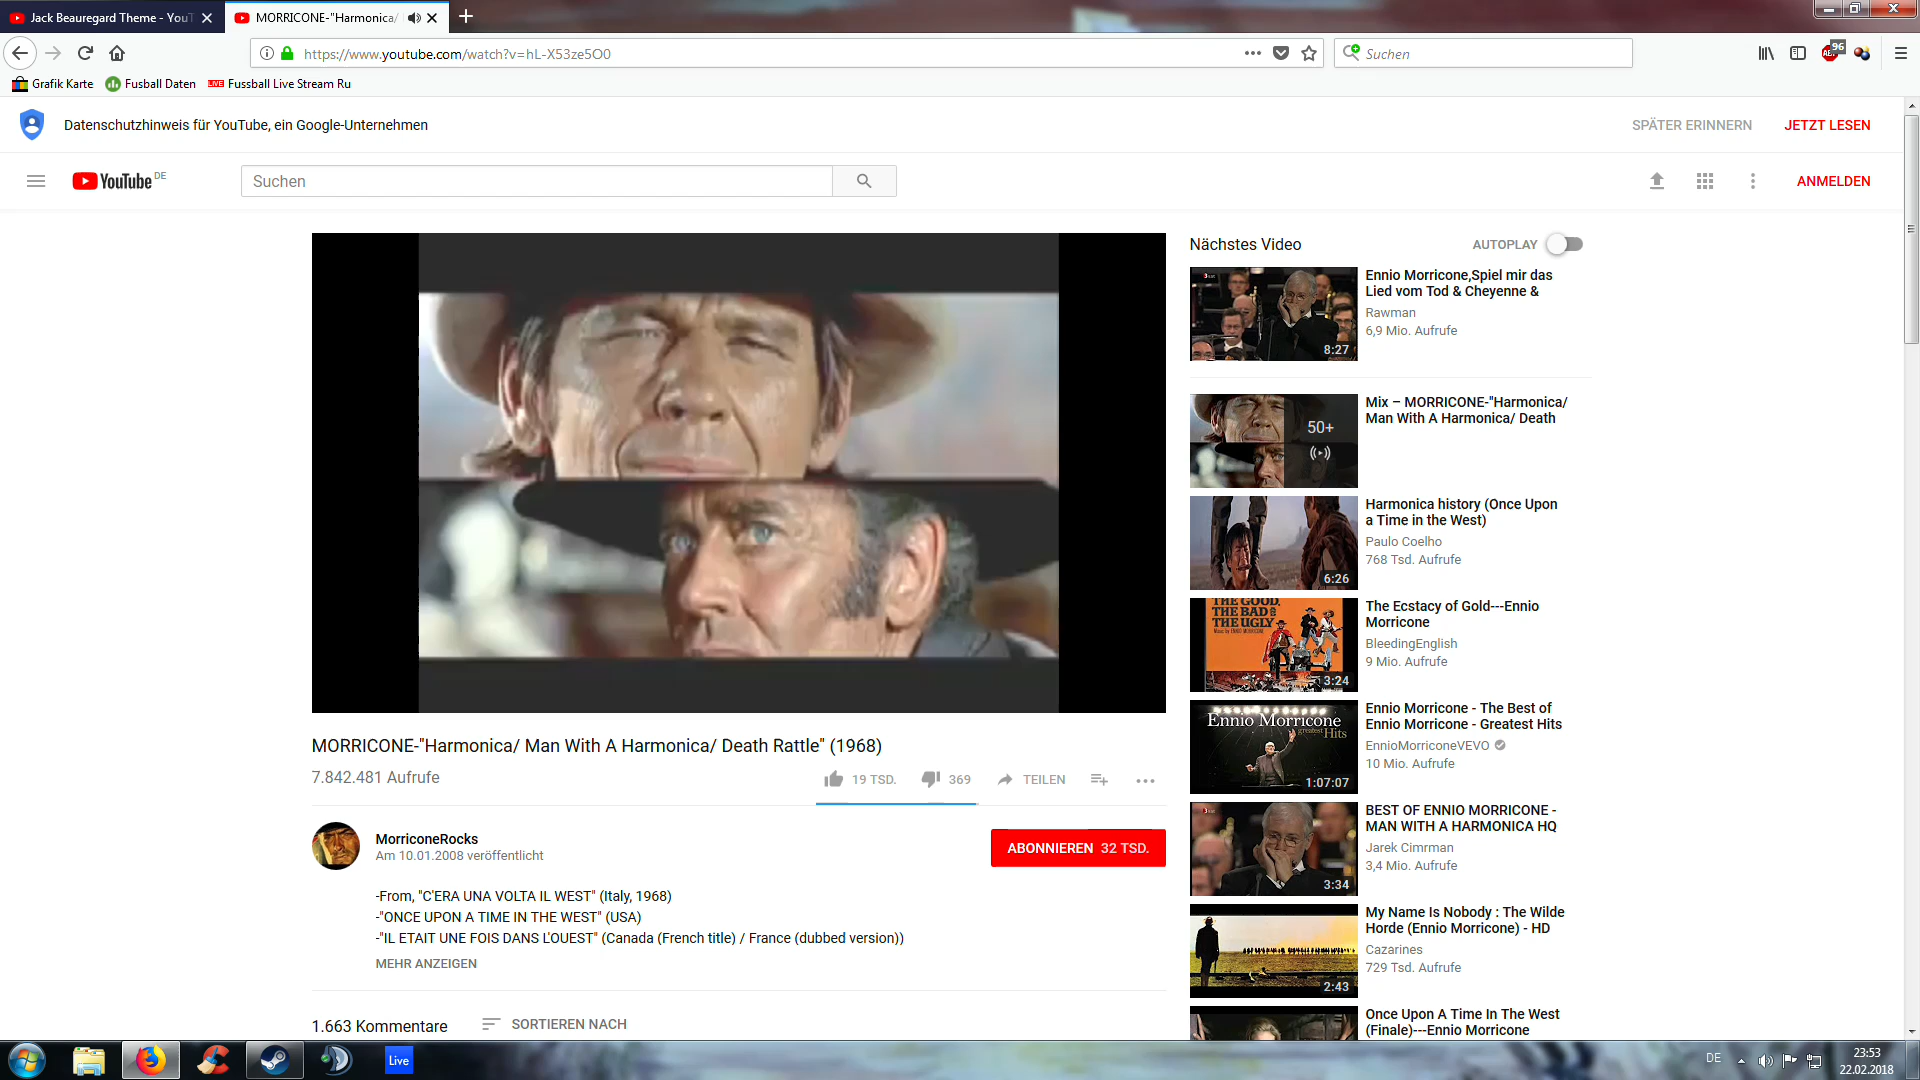 Jack Beauregard Theme - YouT
MORRICONE-"Harmonica/
https://www.youtube.com/watch?v=hL-X53ze5O0
Suchen
96
Grafik Karte
Fusball Daten
LIVE Fussball Live Stream Ru
Datenschutzhinweis für YouTube, ein Google-Unternehmen
SPÄTER ERINNERN
JETZT LESEN
YouTube DE
Suchen
ANMELDEN
MORRICONE-"Harmonica/ Man With A Harmonica/ Death Rattle" (1968)
7.842.481 Aufrufe
19 TSD.
369
TEILEN
MorriconeRocks
Am 10.01.2008 veröffentlicht
ABONNIEREN 32 TSD.
-From, "C'ERA UNA VOLTA IL WEST" (Italy, 1968)
-"ONCE UPON A TIME IN THE WEST" (USA)
-"IL ETAIT UNE FOIS DANS L'OUEST" (Canada (French title) / France (dubbed version))
MEHR ANZEIGEN
1.663 Kommentare
SORTIEREN NACH
Nächstes Video
AUTOPLAY
8:27
Ennio Morricone,Spiel mir das
Lied vom Tod & Cheyenne &
Rawman
6,9 Mio. Aufrufe
50+
Mix – MORRICONE-"Harmonica/
Man With A Harmonica/ Death
6:26
Harmonica history (Once Upon
a Time in the West)
Paulo Coelho
768 Tsd. Aufrufe
THE GOOD,
THE BAD &
THE UGLY
3:24
The Ecstacy of Gold---Ennio
Morricone
BleedingEnglish
9 Mio. Aufrufe
Ennio Morricone
greatest Hits
1:07:07
Ennio Morricone - The Best of
Ennio Morricone - Greatest Hits
EnnioMorriconeVEVO
10 Mio. Aufrufe
3:34
BEST OF ENNIO MORRICONE -
MAN WITH A HARMONICA HQ
Jarek Cimrman
3,4 Mio. Aufrufe
2:43
My Name Is Nobody : The Wilde
Horde (Ennio Morricone) - HD
Cazarines
729 Tsd. Aufrufe
Once Upon A Time In The West
(Finale)---Ennio Morricone
Live
DE
23:53
22.02.2018